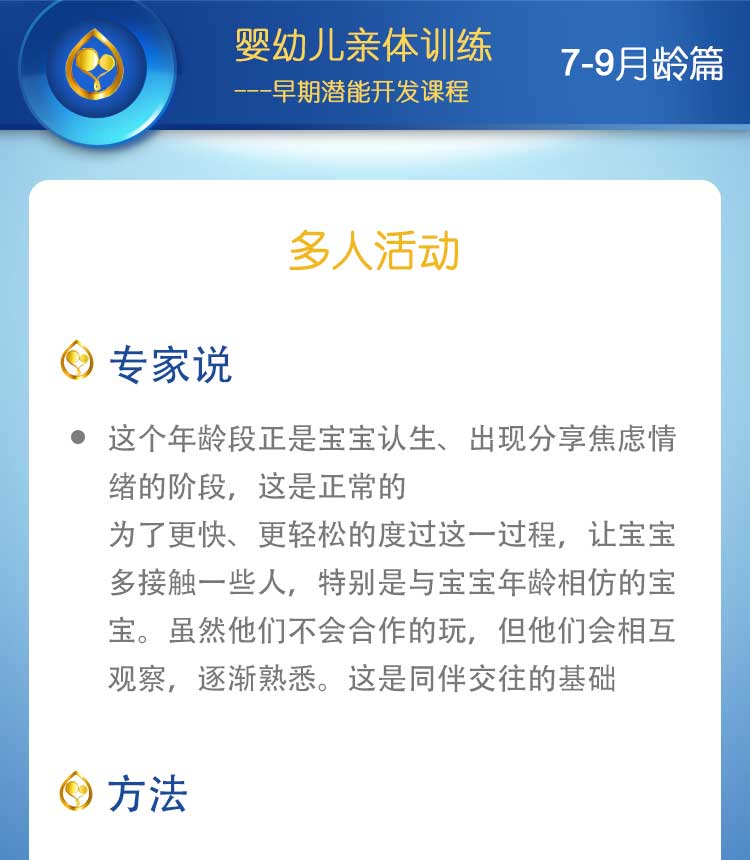 婴幼儿亲体训练
---早期潜能开发课程
7-9月龄篇
多人活动
专家说
● 这个年龄段正是宝宝认生、出现分享焦虑情
绪的阶段，这是正常的
为了更快、更轻松的度过这一过程，让宝宝
多接触一些人，特别是与宝宝年龄相仿的宝
宝。虽然他们不会合作的玩，但他们会相互
观察，逐渐熟悉。这是同伴交往的基础
方法